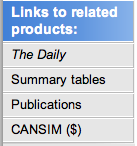 Links to related
products:
The Daily
Summary tables
Publications
CANSIM ($)